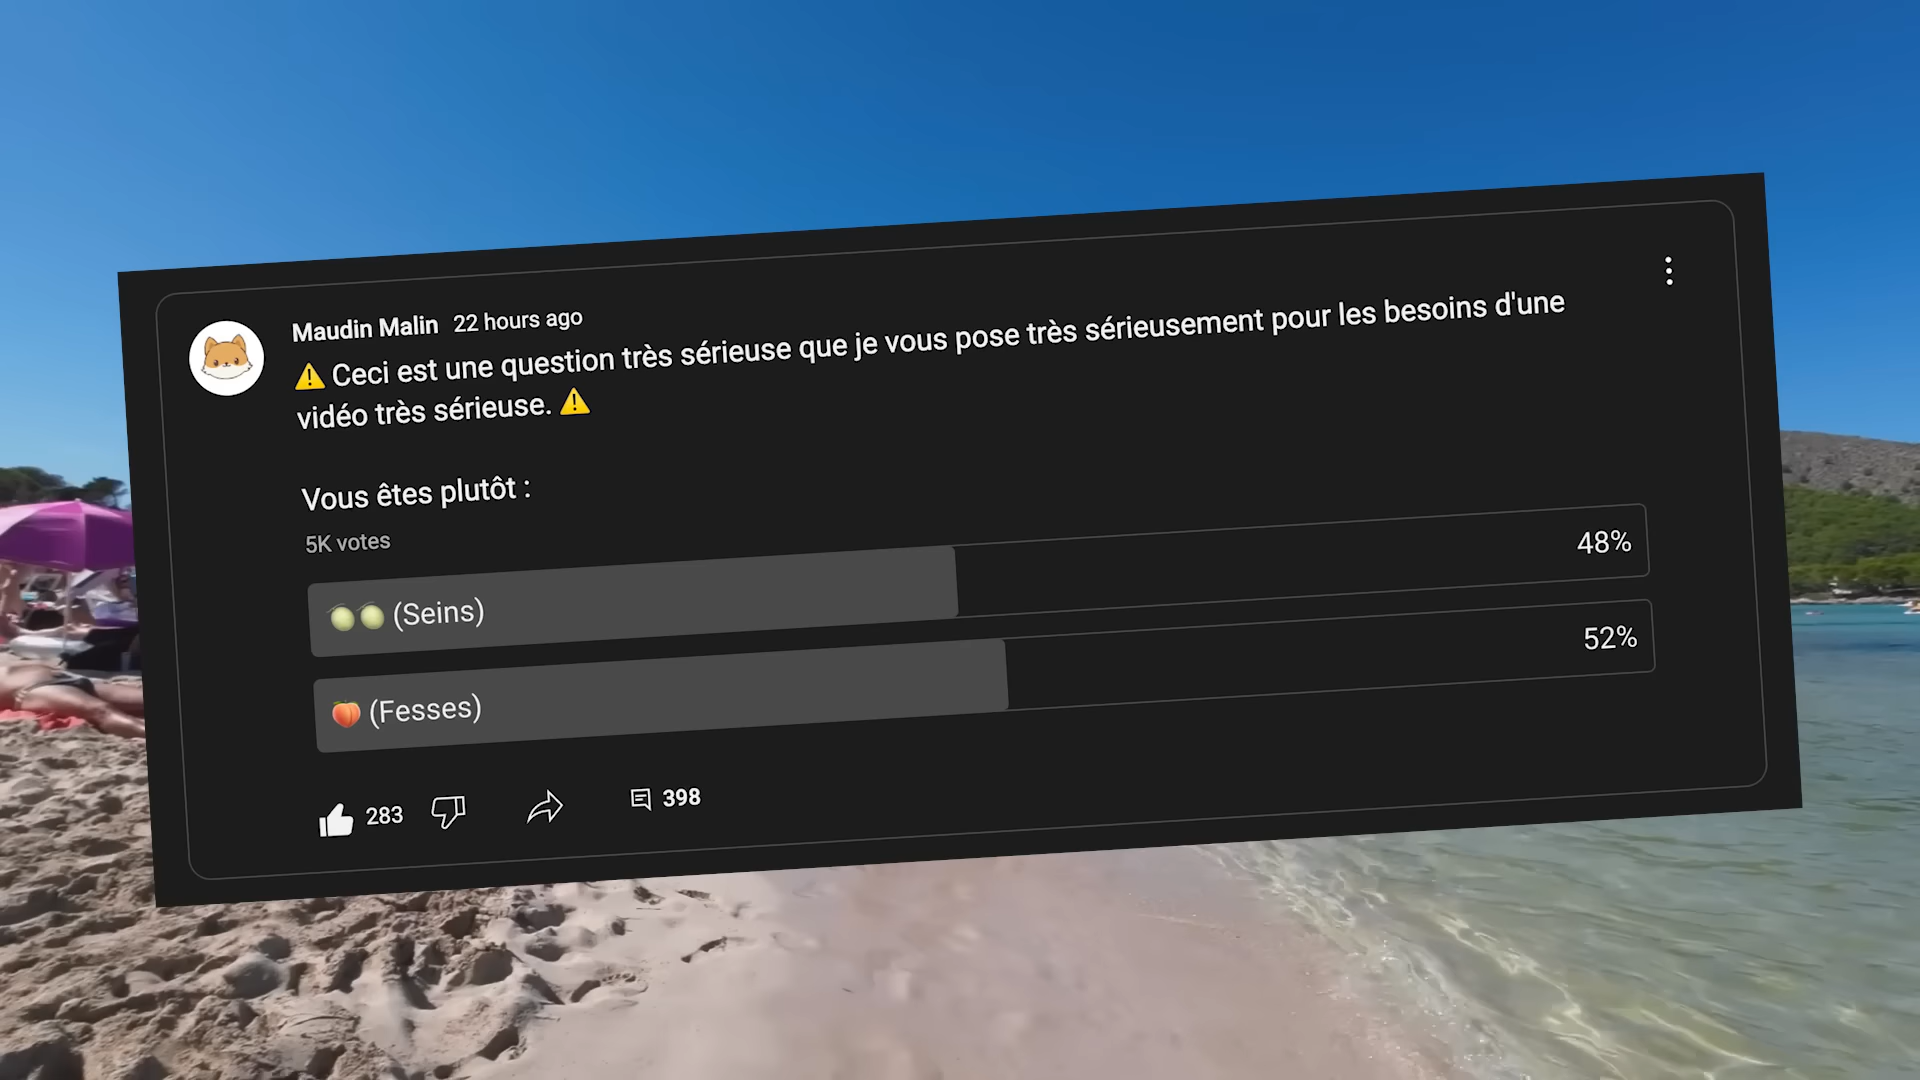 Maudin Malin 22 hours ago
⚠️ Ceci est une question très sérieuse que je vous pose très sérieusement pour les besoins d'une
vidéo très sérieuse. ⚠️
Vous êtes plutôt :
5K votes
🍈🍈 (Seins) 48%
🍑 (Fesses) 52%
283 398